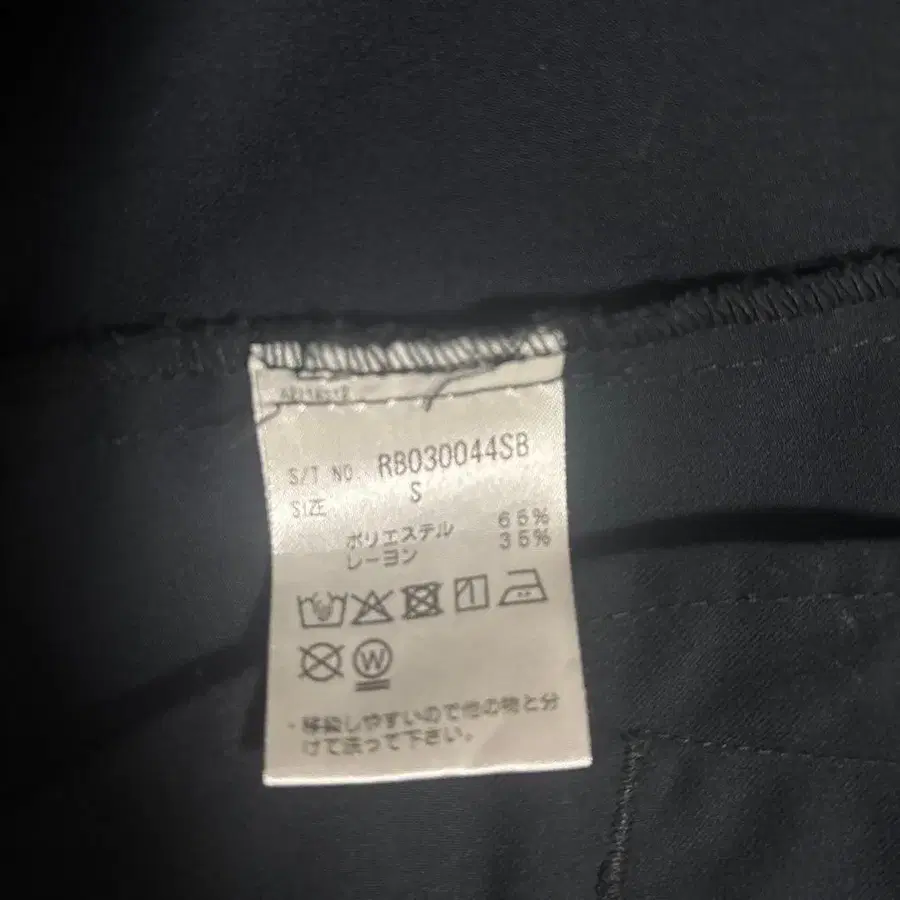 S/T NO. RB030044SB
SIZE S
ポリエステル 65%
レーヨン 35%
W
・移染しやすいので他の物と分
けて洗って下さい。